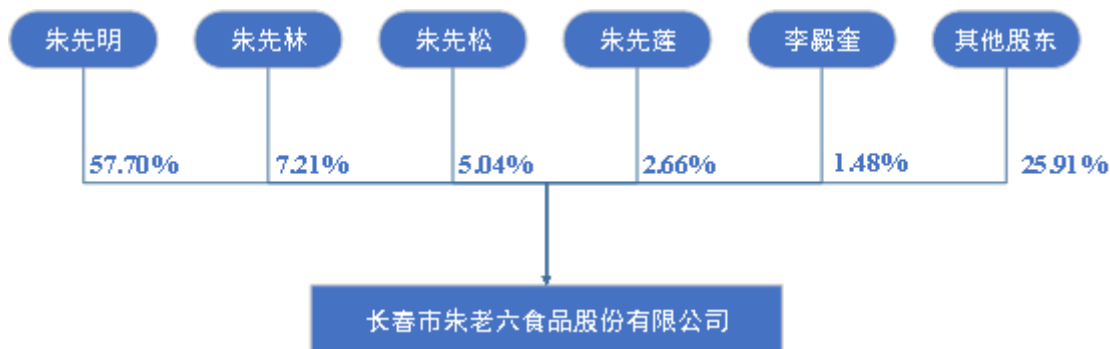 朱先明 朱先林 朱先松 朱先莲 李殿奎 其他股东
57.70% 7.21% 5.04% 2.66% 1.48% 25.91%
长春市朱老六食品股份有限公司